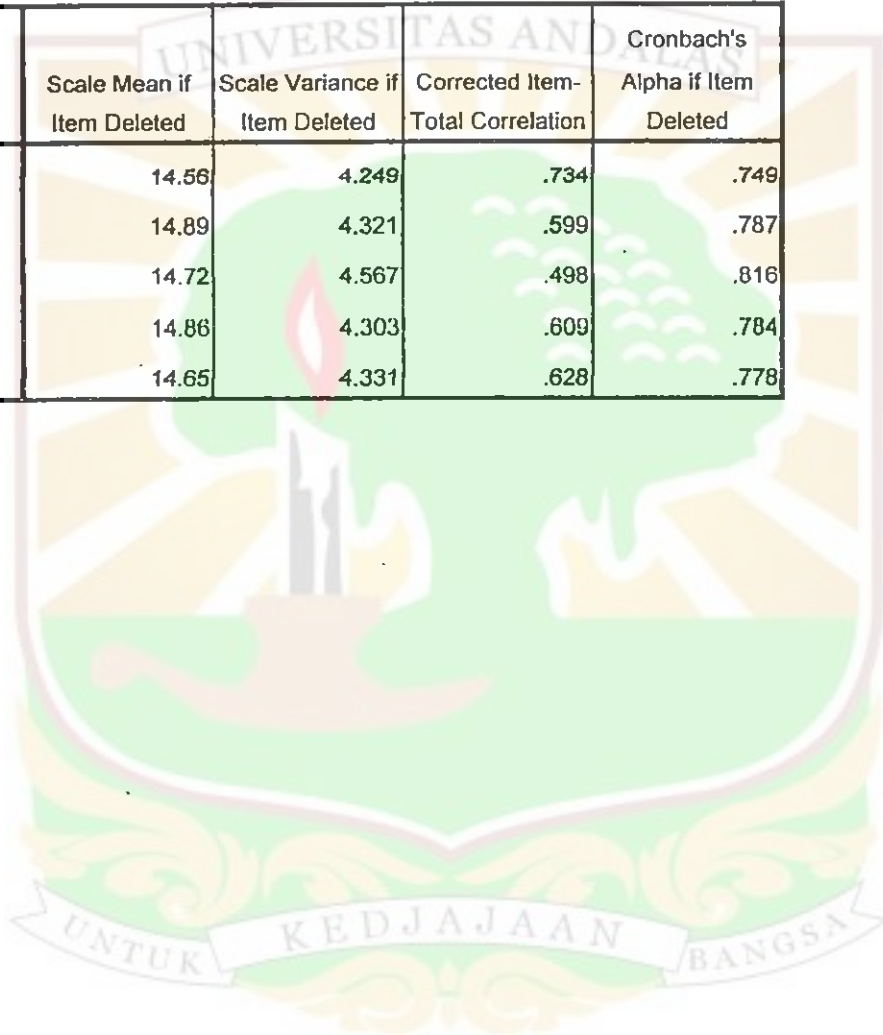 UNIVERSITAS ANDALAS
Scale Mean if Item Deleted Scale Variance if Item Deleted Corrected Item-Total Correlation Cronbach's Alpha if Item Deleted
14.56 4.249 .734 .749
14.89 4.321 .599 .787
14.72 4.567 .498 .816
14.86 4.303 .609 .784
14.65 4.331 .628 .778
UNTUK KEDJAJAAN BANGSA